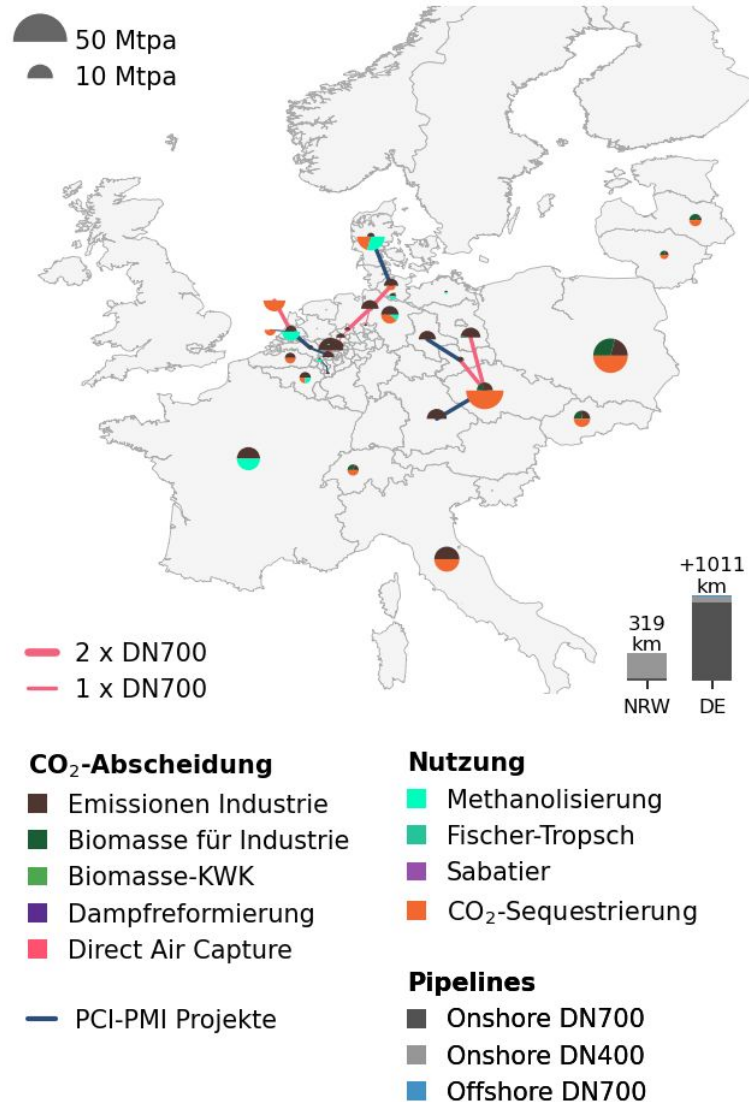 50 Mtpa
10 Mtpa
+1011
km
319
km
NRW
DE
2 x DN700
1 x DN700
CO₂-Abscheidung
Emissionen Industrie
Biomasse für Industrie
Biomasse-KWK
Dampfreformierung
Direct Air Capture
PCI-PMI Projekte
Nutzung
Methanolisierung
Fischer-Tropsch
Sabatier
CO₂-Sequestrierung
Pipelines
Onshore DN700
Onshore DN400
Offshore DN700